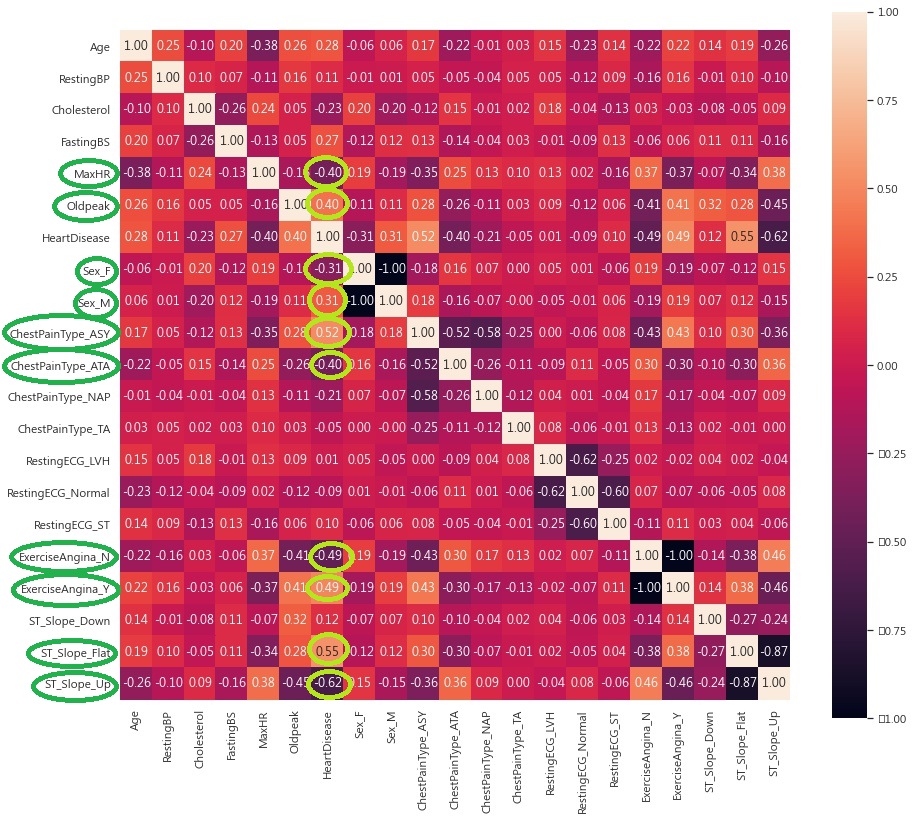 Age 1.00 0.25 -0.10 0.20 -0.38 0.26 0.28 -0.06 0.06 0.17 -0.22 -0.01 0.03 0.15 -0.23 0.14 -0.22 0.22 0.14 0.19 -0.26
RestingBP 0.25 1.00 0.10 0.07 -0.11 0.16 0.11 -0.01 0.01 0.05 -0.05 -0.04 0.05 0.05 -0.12 0.09 -0.16 0.16 -0.01 0.10 -0.10
Cholesterol -0.10 0.10 1.00 -0.26 0.24 0.05 -0.23 0.20 -0.20 -0.12 0.15 -0.01 0.02 0.18 -0.04 -0.13 0.03 -0.03 -0.08 -0.05 0.09
FastingBS 0.20 0.07 -0.26 1.00 -0.13 0.05 0.27 -0.12 0.12 0.13 -0.14 -0.04 0.03 -0.01 -0.09 0.13 -0.06 0.06 0.11 0.11 -0.16
MaxHR -0.38 -0.11 0.24 -0.13 1.00 -0.16 -0.40 0.19 -0.19 -0.35 0.25 0.13 0.10 0.13 0.02 -0.16 0.37 -0.37 -0.07 -0.34 0.38
Oldpeak 0.26 0.16 0.05 0.05 -0.16 1.00 0.40 -0.11 0.11 0.28 -0.26 -0.11 0.03 0.09 -0.12 0.06 -0.41 0.41 0.32 0.28 -0.45
HeartDisease 0.28 0.11 -0.23 0.27 -0.40 0.40 1.00 -0.31 0.31 0.52 -0.40 -0.21 -0.05 0.01 -0.09 0.10 -0.49 0.49 0.12 0.55 -0.62
Sex_F -0.06 -0.01 0.20 -0.12 0.19 -0.11 -0.31 1.00 -1.00 -0.18 0.16 0.07 0.00 0.05 0.01 -0.06 0.19 -0.19 -0.07 -0.12 0.15
Sex_M 0.06 0.01 -0.20 0.12 -0.19 0.11 0.31 -1.00 1.00 0.18 -0.16 -0.07 -0.00 -0.05 -0.01 0.06 -0.19 0.19 0.07 0.12 -0.15
ChestPainType_ASY 0.17 0.05 -0.12 0.13 -0.35 0.28 0.52 -0.18 0.18 1.00 -0.52 -0.58 -0.25 0.00 -0.06 0.08 -0.43 0.43 0.10 0.30 -0.36
ChestPainType_ATA -0.22 -0.05 0.15 -0.14 0.25 -0.26 -0.40 0.16 -0.16 -0.52 1.00 -0.26 -0.11 -0.09 0.11 -0.05 0.30 -0.30 -0.10 -0.30 0.36
ChestPainType_NAP -0.01 -0.04 -0.01 -0.04 0.13 -0.11 -0.21 0.07 -0.07 -0.58 -0.26 1.00 -0.12 0.04 0.01 -0.04 0.17 -0.17 -0.04 -0.07 0.09
ChestPainType_TA 0.03 0.05 0.02 0.03 0.10 0.03 -0.05 0.00 -0.00 -0.25 -0.11 -0.12 1.00 0.08 -0.06 -0.01 0.13 -0.13 0.02 -0.01 0.00
RestingECG_LVH 0.15 0.05 0.18 -0.01 0.13 0.09 0.01 0.05 -0.05 0.00 -0.09 0.04 0.08 1.00 -0.62 -0.25 0.02 -0.02 0.04 0.02 -0.04
RestingECG_Normal -0.23 -0.12 -0.04 -0.09 0.02 -0.12 -0.09 0.01 -0.01 -0.06 0.11 0.01 -0.06 -0.62 1.00 -0.60 0.07 -0.07 -0.06 -0.05 0.08
RestingECG_ST 0.14 0.09 -0.13 0.13 -0.16 0.06 0.10 -0.06 0.06 0.08 -0.05 -0.04 -0.01 -0.25 -0.60 1.00 -0.11 0.11 0.03 0.04 -0.06
ExerciseAngina_N -0.22 -0.16 0.03 -0.06 0.37 -0.41 -0.49 0.19 -0.19 -0.43 0.30 0.17 0.13 0.02 0.07 -0.11 1.00 -1.00 -0.14 -0.38 0.46
ExerciseAngina_Y 0.22 0.16 -0.03 0.06 -0.37 0.41 0.49 -0.19 0.19 0.43 -0.30 -0.17 -0.13 -0.02 -0.07 0.11 -1.00 1.00 0.14 0.38 -0.46
ST_Slope_Down 0.14 -0.01 -0.08 0.11 -0.07 0.32 0.12 -0.07 0.07 0.10 -0.10 -0.04 0.02 0.04 -0.06 0.03 -0.14 0.14 1.00 -0.27 -0.24
ST_Slope_Flat 0.19 0.10 -0.05 0.11 -0.34 0.28 0.55 -0.12 0.12 0.30 -0.30 -0.07 -0.01 0.02 -0.05 0.04 -0.38 0.38 -0.27 1.00 -0.87
ST_Slope_Up -0.26 -0.10 0.09 -0.16 0.38 -0.45 -0.62 0.15 -0.15 -0.36 0.36 0.09 0.00 -0.04 0.08 -0.06 0.46 -0.46 -0.24 -0.87 1.00
Age
RestingBP
Cholesterol
FastingBS
MaxHR
Oldpeak
HeartDisease
Sex_F
Sex_M
ChestPainType_ASY
ChestPainType_ATA
ChestPainType_NAP
ChestPainType_TA
RestingECG_LVH
RestingECG_Normal
RestingECG_ST
ExerciseAngina_N
ExerciseAngina_Y
ST_Slope_Down
ST_Slope_Flat
ST_Slope_Up
1.00
0.75
0.50
0.25
0.00
□0.25
□0.50
□0.75
□1.00